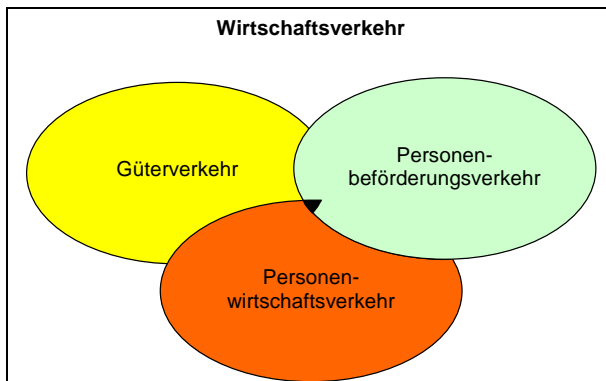 Wirtschaftsverkehr
Güterverkehr
Personen-
beförderungsverkehr
Personen-
wirtschaftsverkehr